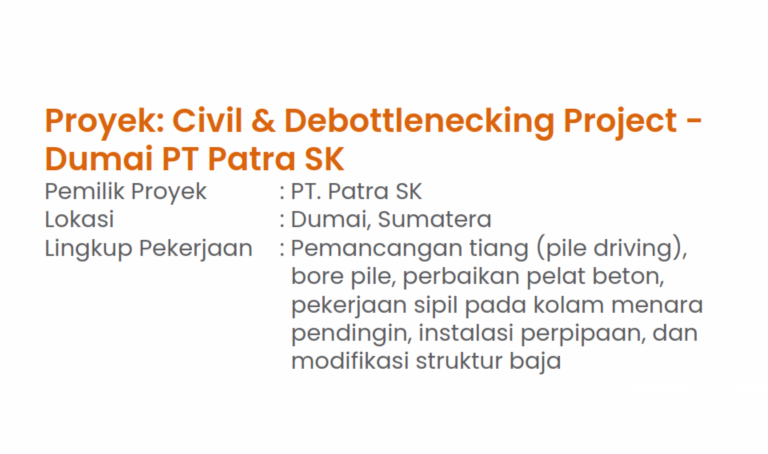 Proyek: Civil & Debottlenecking Project -
Dumai PT Patra SK
Pemilik Proyek : PT. Patra SK
Lokasi : Dumai, Sumatera
Lingkup Pekerjaan : Pemancangan tiang (pile driving),
bore pile, perbaikan pelat beton,
pekerjaan sipil pada kolam menara
pendingin, instalasi perpipaan, dan
modifikasi struktur baja